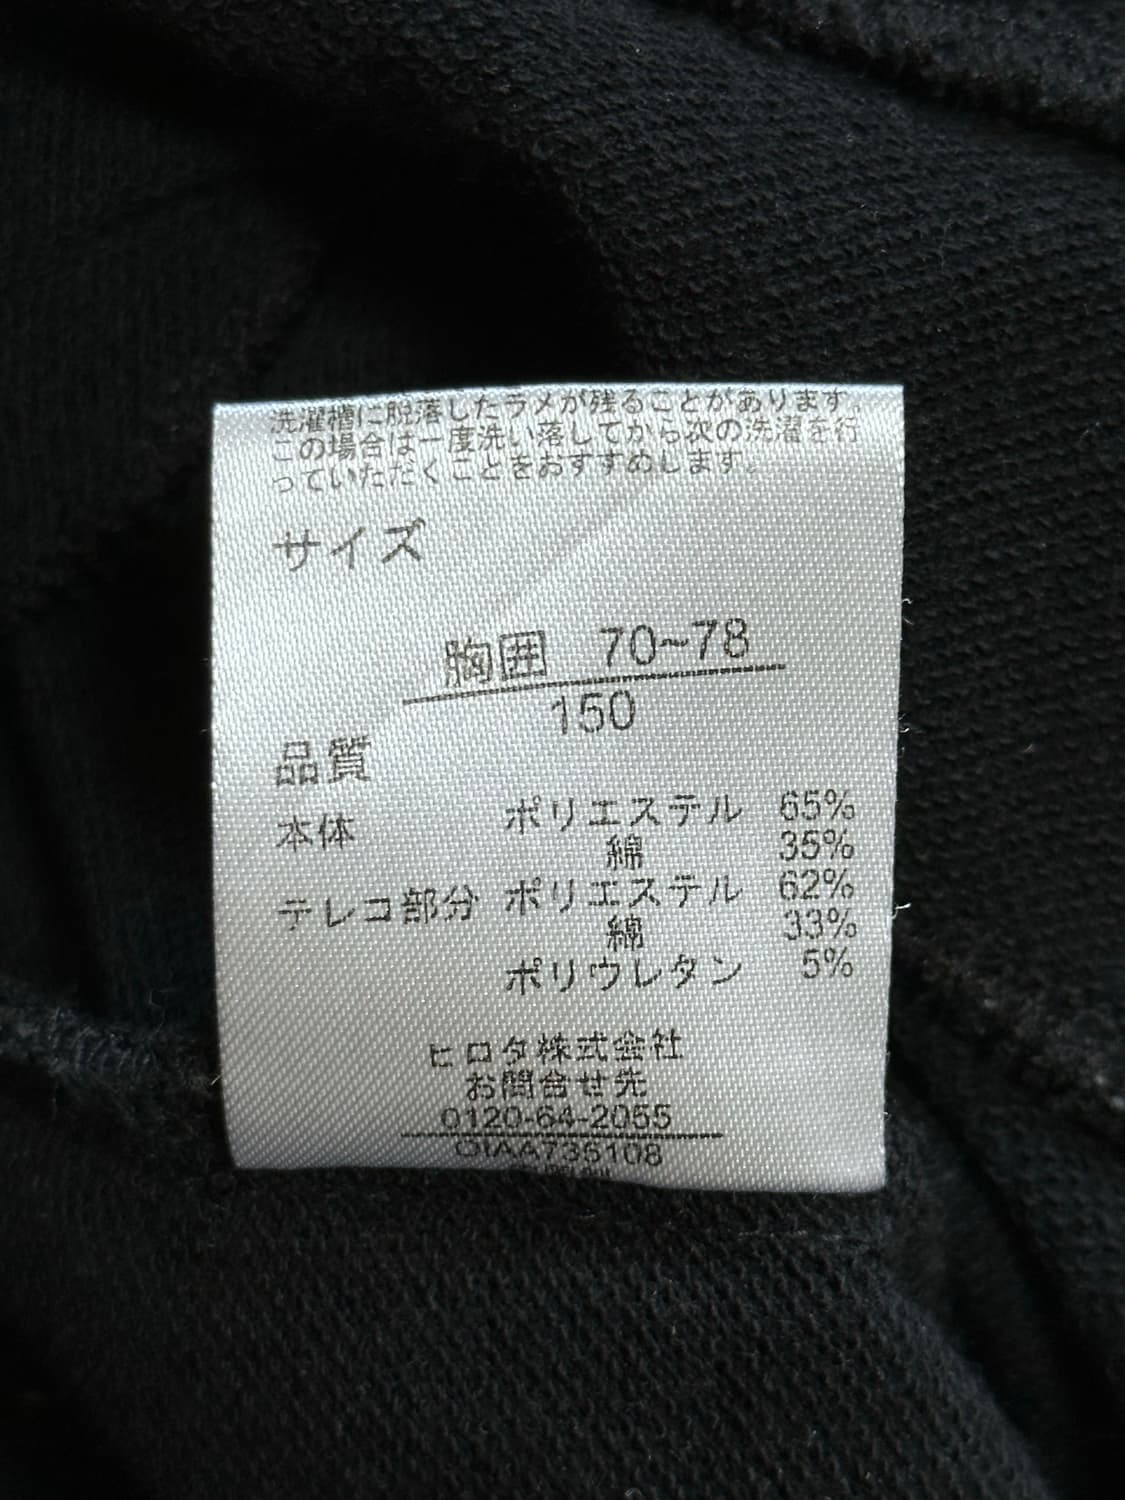 洗濯槽に脱落したラメが残ることがあります。
この場合は一度洗い落してから次の洗濯を行
っていただくことをおすすめします。
サイズ
胸囲 70~78
150
品質
本体 ポリエステル 65%
綿 35%
テレコ部分 ポリエステル 62%
綿 33%
ポリウレタン 5%
ヒロタ株式会社
お問合せ先
0120-64-2055
OIAA735108